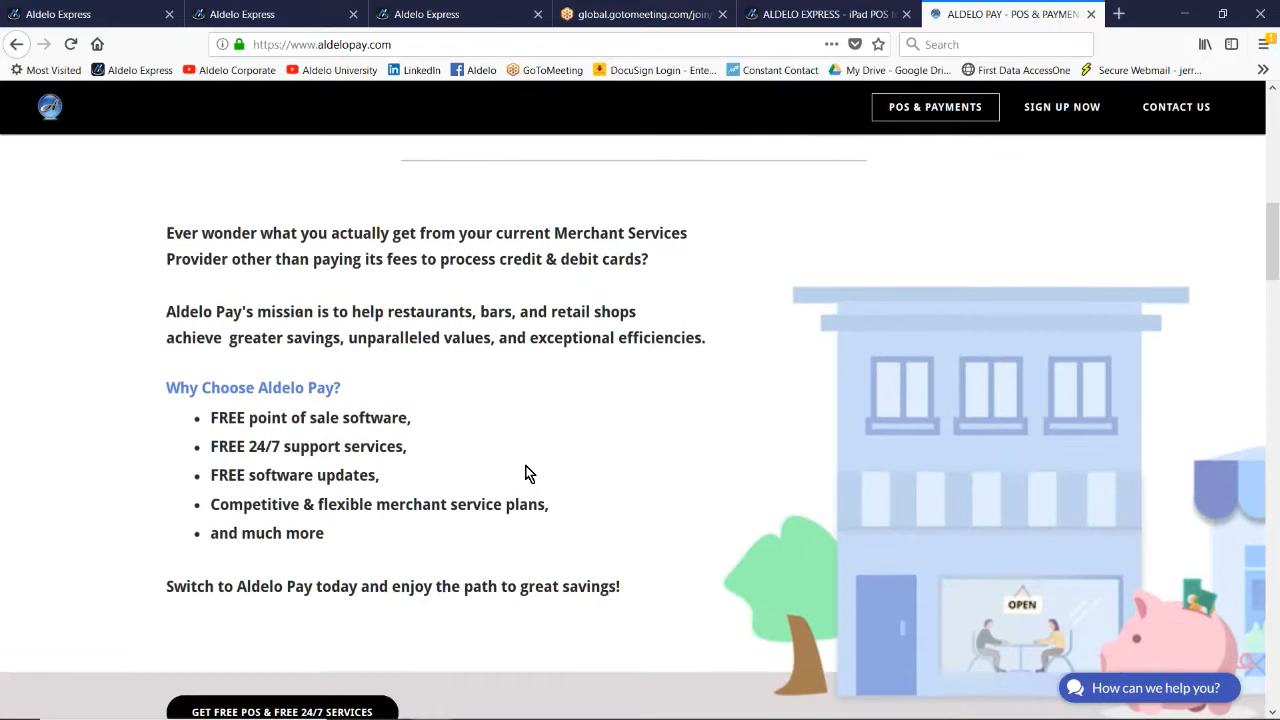 Aldelo Express
Aldelo Express
Aldelo Express
global.gotomeeting.com/join/
ALDELO EXPRESS - iPad POS
ALDELO PAY - POS & PAYMEN
https://www.aldelopay.com
Search
Most Visited
Aldelo Express
Aldelo Corporate
Aldelo University
LinkedIn
Aldelo
GoToMeeting
DocuSign Login - Ente...
Constant Contact
My Drive - Google Dri...
First Data AccessOne
Secure Webmail - jerr...
POS & PAYMENTS
SIGN UP NOW
CONTACT US
Ever wonder what you actually get from your current Merchant Services
Provider other than paying its fees to process credit & debit cards?
Aldelo Pay's mission is to help restaurants, bars, and retail shops
achieve greater savings, unparalleled values, and exceptional efficiencies.
Why Choose Aldelo Pay?
• FREE point of sale software,
• FREE 24/7 support services,
• FREE software updates,
• Competitive & flexible merchant service plans,
• and much more
Switch to Aldelo Pay today and enjoy the path to great savings!
OPEN
How can we help you?
GET FREE POS & FREE 24/7 SERVICES